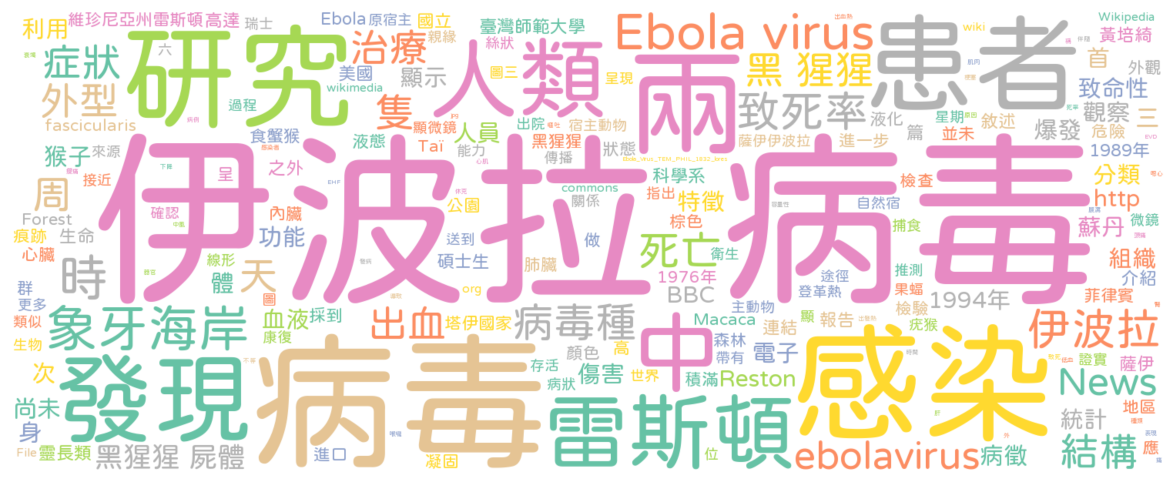 維珍尼亞州雷斯頓
高達
瑞士
Ebola
原宿主
國立
臺灣師範大學
Wikipedia
利用
六
親緣
絲狀
Ebola virus
wiki
黃培綺
研究
治療
人類
圖三
呈現
患者
首
外觀
症狀
美國
顯示
兩
黑 猩猩
致命性
wikimedia
外型
過程
隻
致死率
液化
星期
敘述
觀察
三
fascicularis
顯微鏡
人員
出院
宿主動物
篇
並未
爆發
危險
食蟹猴
液態
Taï
黑猩猩
狀態
薩伊伊波拉
進一步
1989年
猴子
來源
能力
傳播
之外
接近
呈
科學系
分類
伊波拉病毒
周
commons
指出
特徵
檢查
http
關係
自然宿
Forest
確認
內臟
公園
棕色
捕食
蘇丹
微鏡
痕跡
生命
功能
送到
做
死亡
衛生
心臟
線形
碩士生
肺臟
組織
時
體
天
1976年
途徑
推測
介紹
群
org
BBC
登革熱
果蝠
更多
圖
主動物
1994年
菲律賓
檢驗
類似
象牙海岸
血液
採到
出血
塔伊國家
病毒種
中
Macaca
連結
顯
報告
疣猴
伊波拉
生物
康復
顏色
高
森林
帶有
電子
證實
薩伊
次
發現
病毒
存活
病狀
傷害
世界
積滿
Reston
感染
News
尚未
雷斯頓
地區
身
統計
File
靈長類
黑猩猩 屍體
進口
凝固
位
ebolavirus
病徵
結構
應